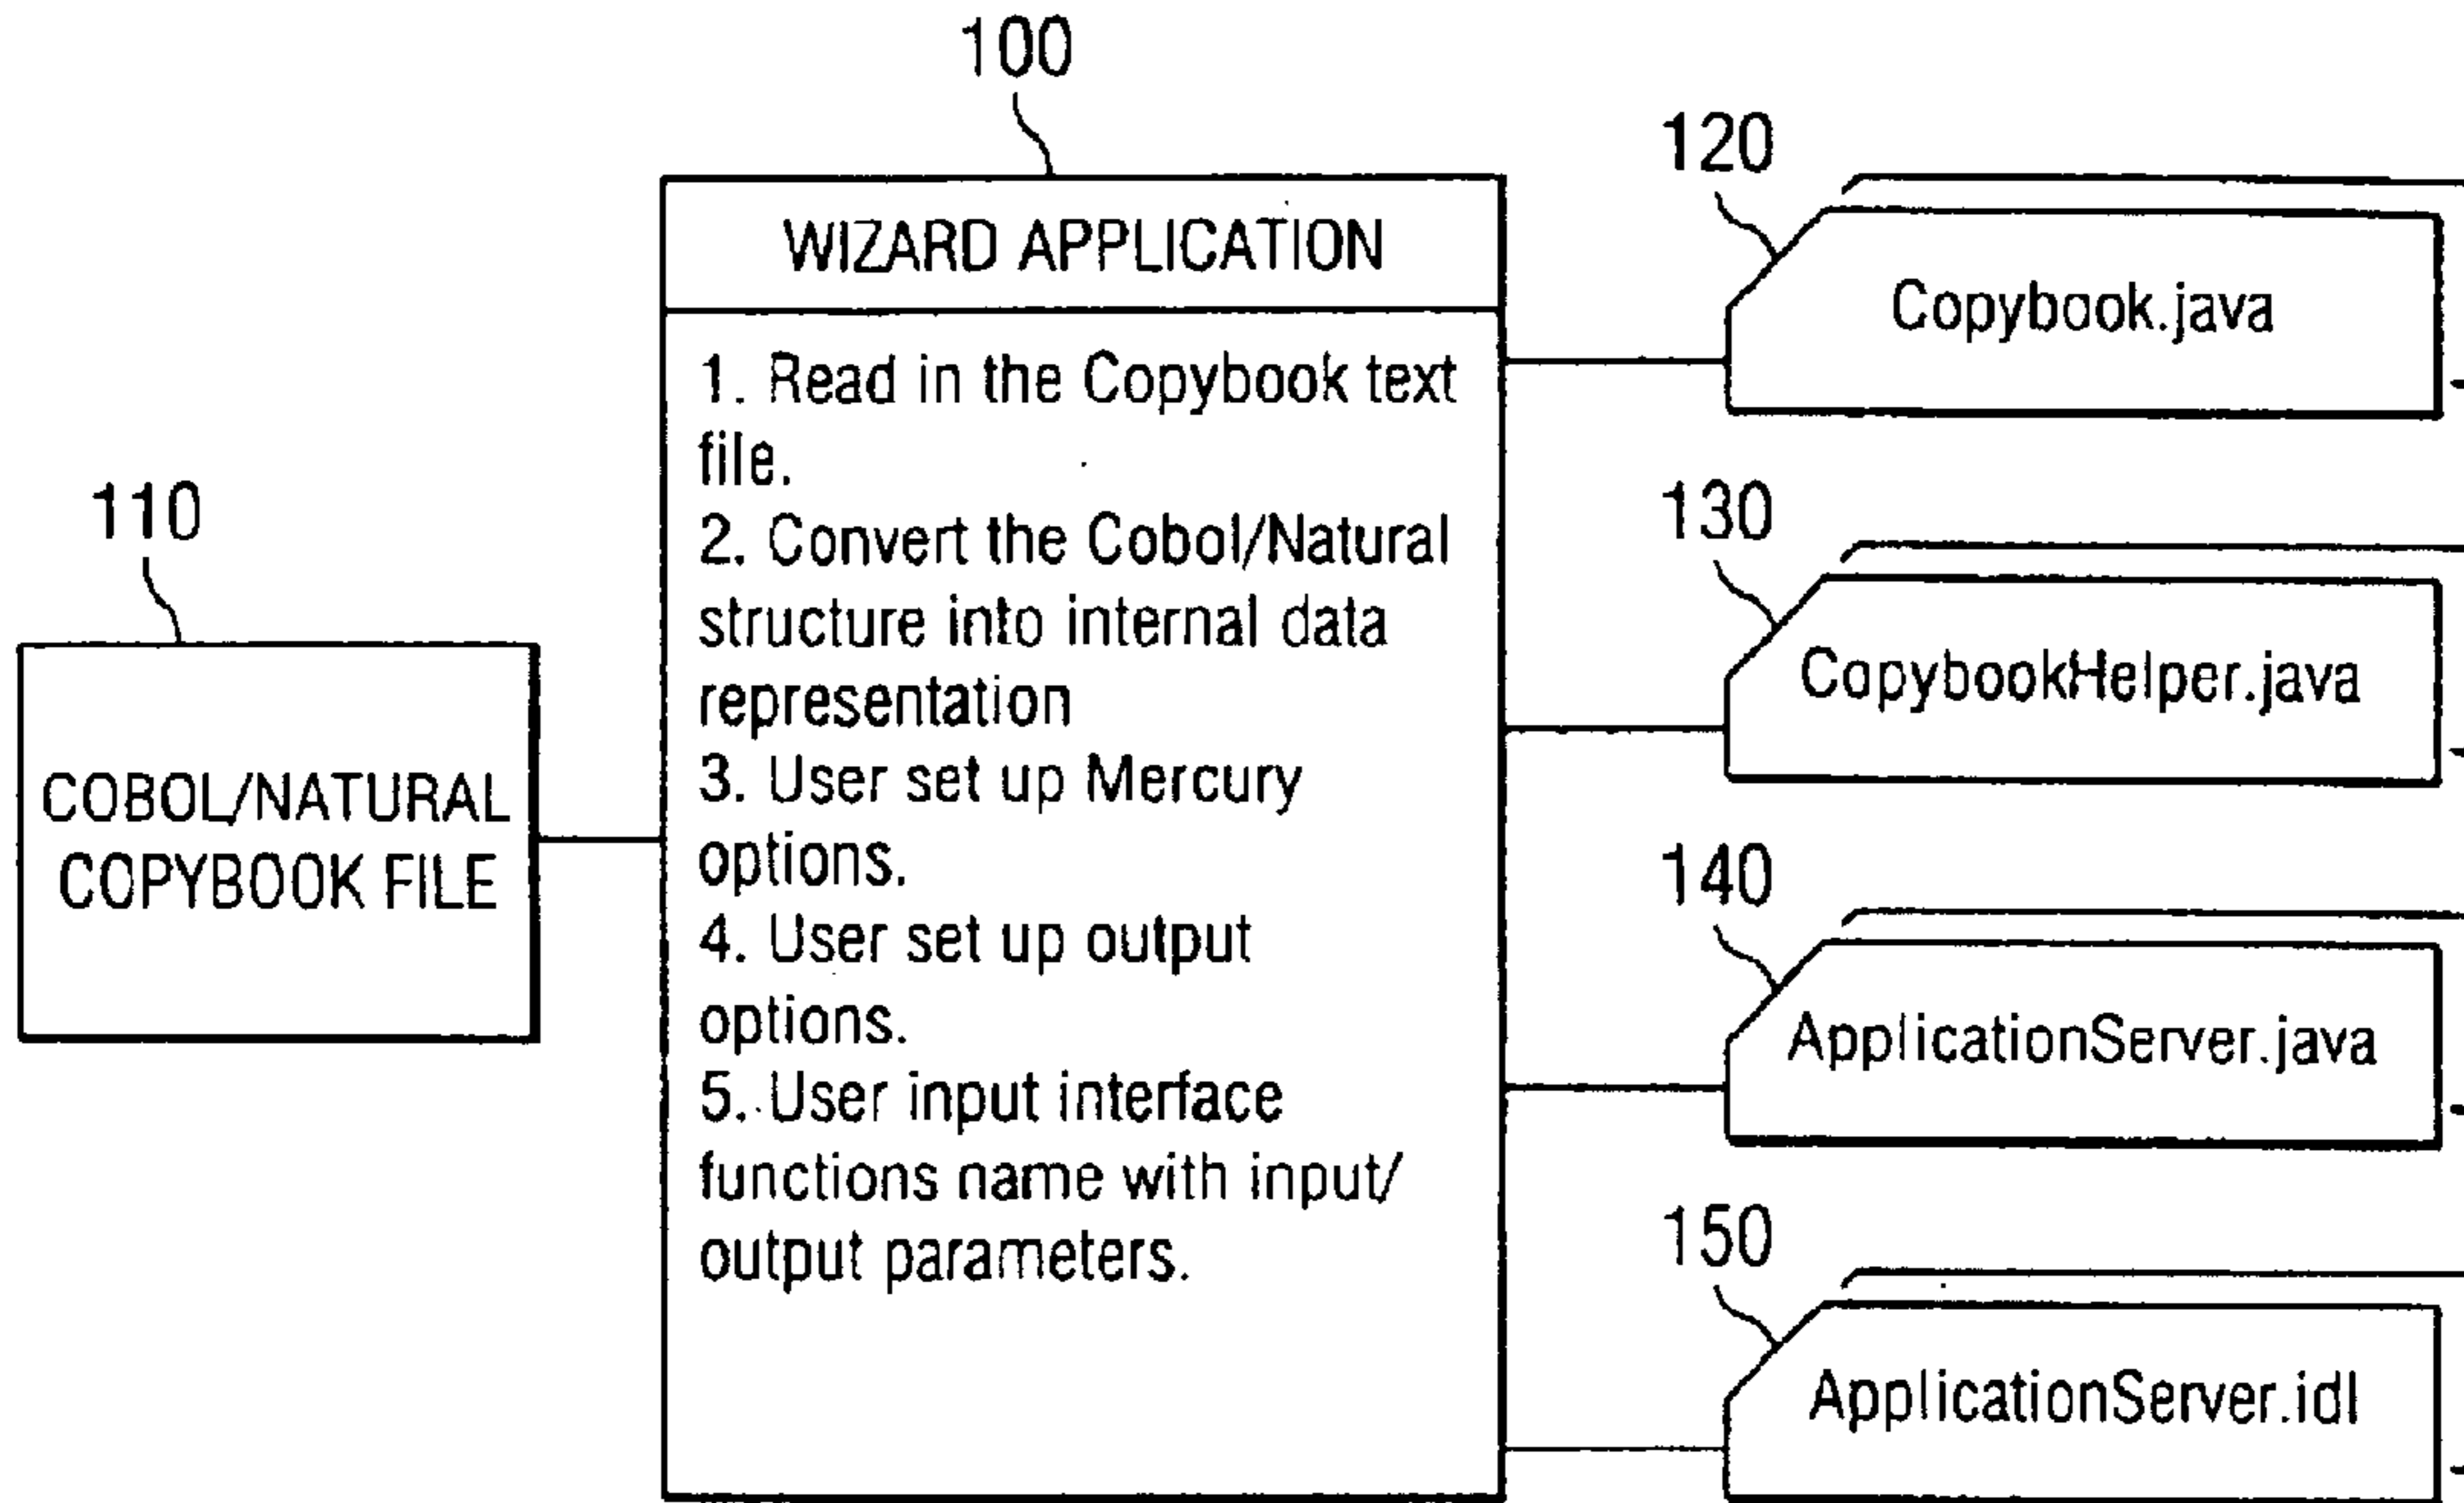 100
WIZARD APPLICATION
1. Read in the Copybook text
file.
2. Convert the Cobol/Natural
structure into internal data
representation
3. User set up Mercury
options.
4. User set up output
options.
5. User input interface
functions name with input/
output parameters.
110
COBOL/NATURAL
COPYBOOK FILE
120
Copybook.java
130
CopybookHelper.java
140
ApplicationServer.java
150
ApplicationServer.idl